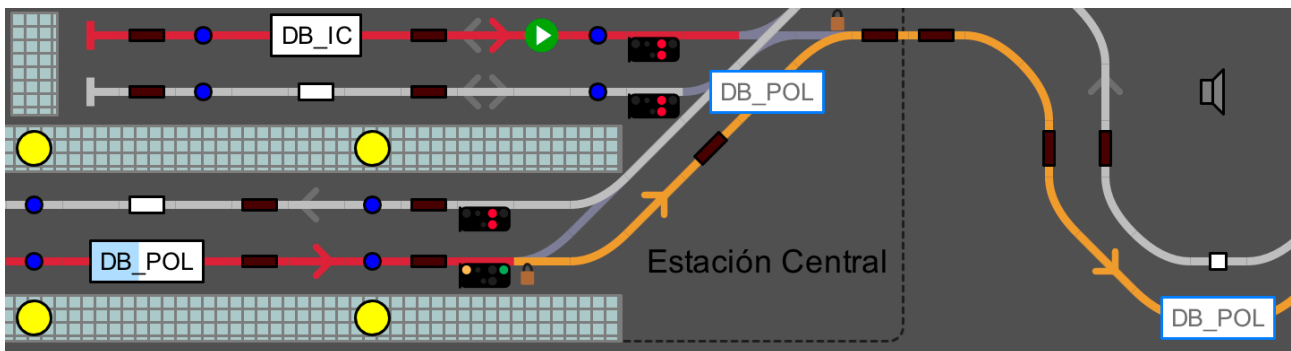 DB_IC
DB_POL
DB_POL
Estación Central
DB_POL